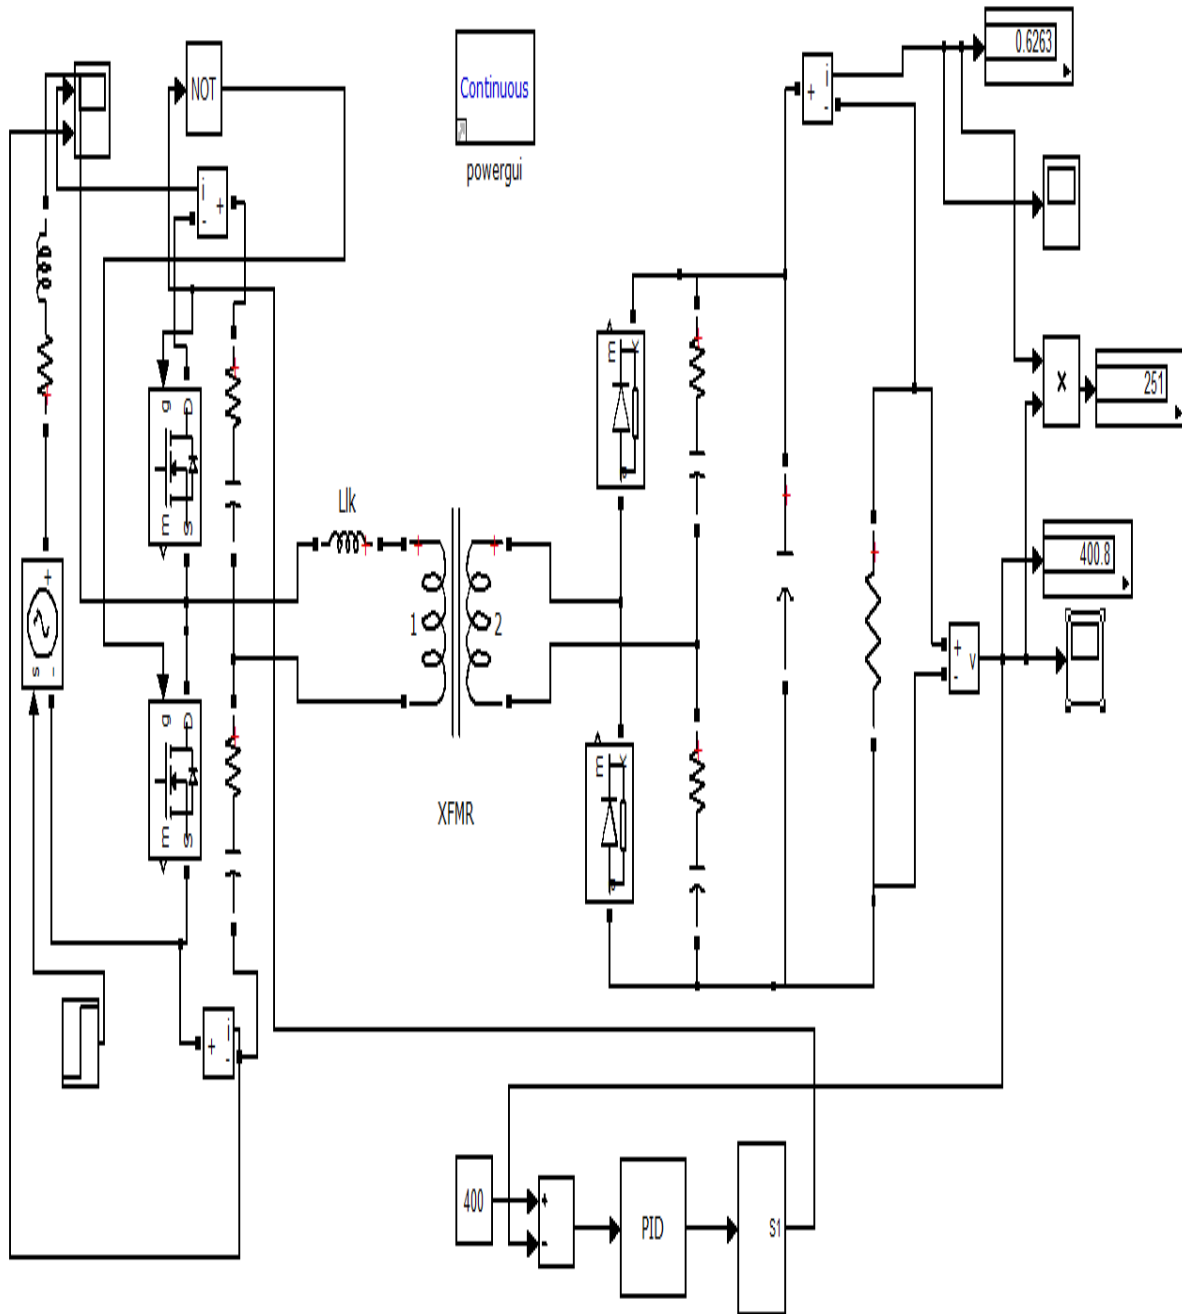 0.6263
NOT
Continuous
powergui
i
+
-
i
+
-
251
×
m
k
a
g
D
m
S
Llk
400.8
1
2
+
-
v
+
-
s
g
D
m
S
m
k
a
XFMR
+
i
-
400
+
-
PID
S1